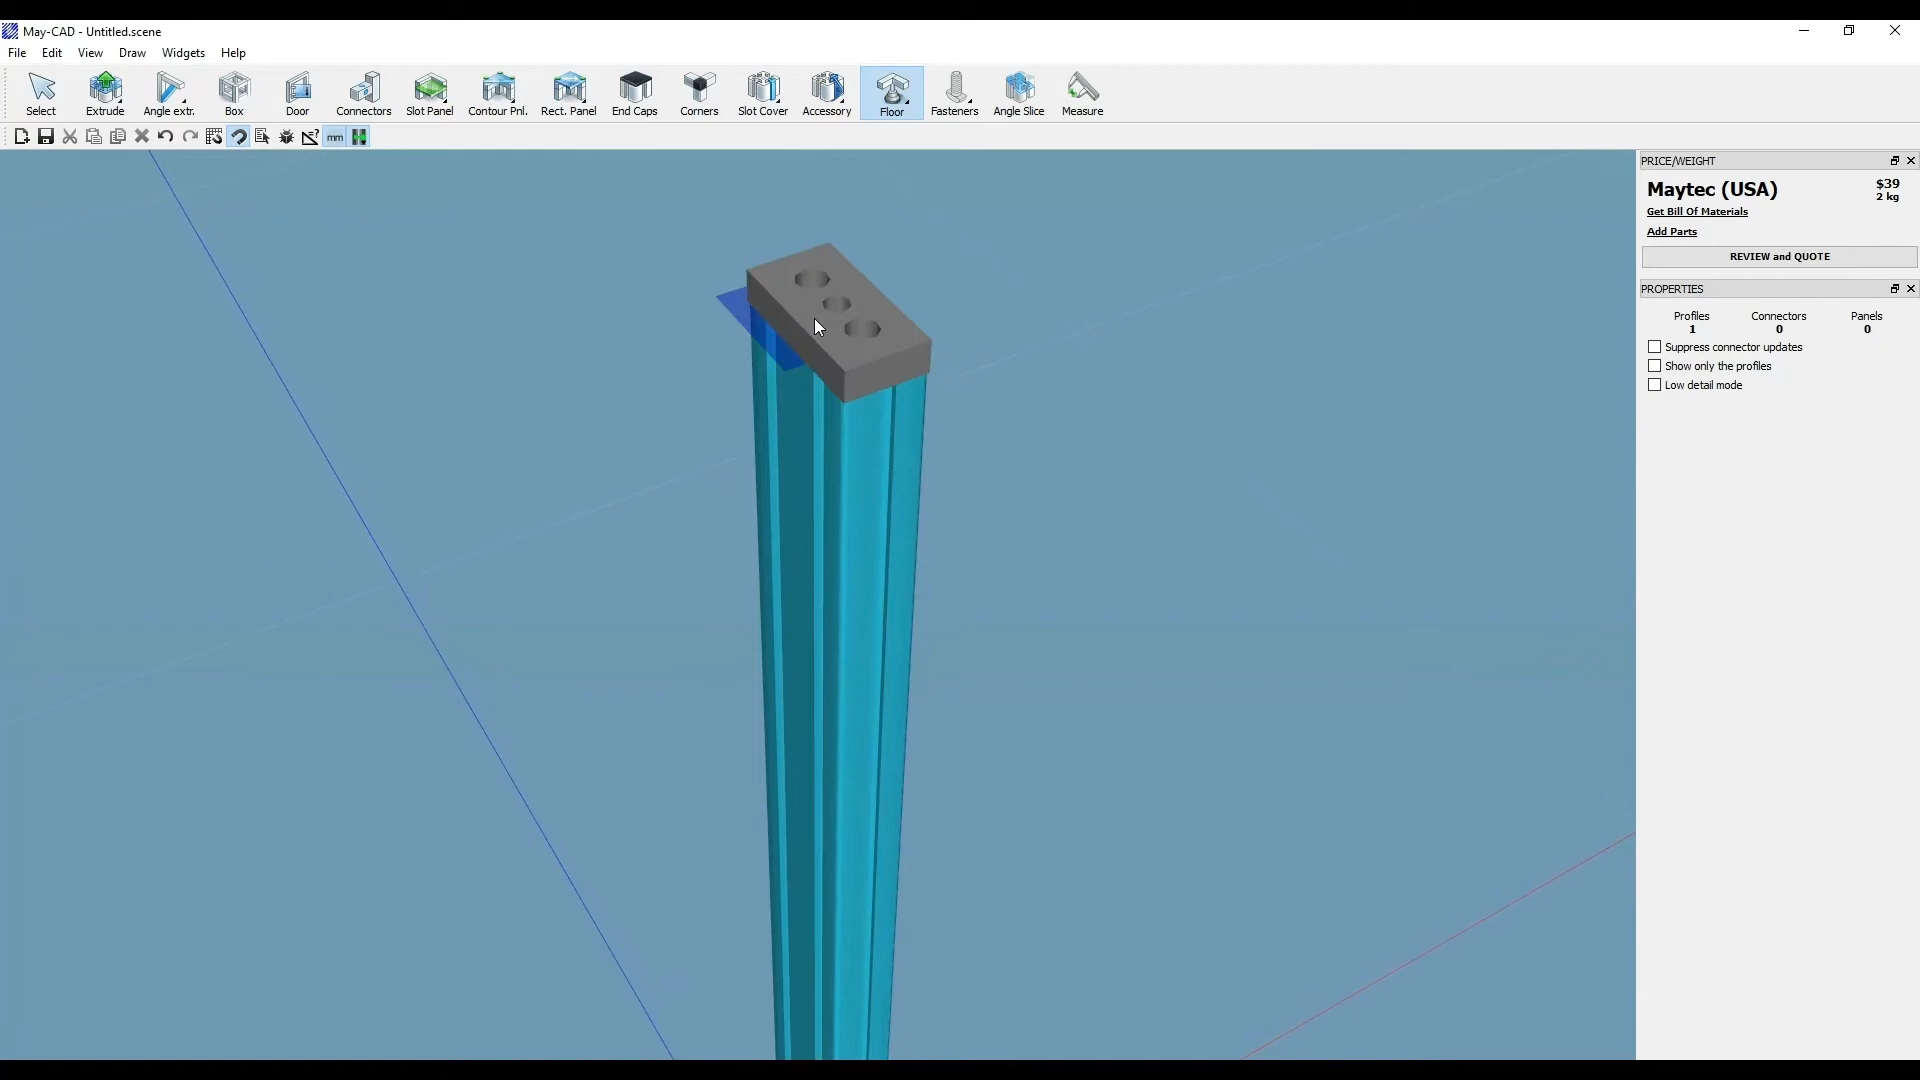 May-CAD - Untitled.scene
File Edit View Draw Widgets Help
Select Extrude Angle extr. Box Door Connectors Slot Panel Contour Pnl. Rect. Panel End Caps Corners Slot Cover Accessory Floor Fasteners Angle Slice Measure
mm
PRICE/WEIGHT
Maytec (USA) $39
2 kg
Get Bill Of Materials
Add Parts
REVIEW and QUOTE
PROPERTIES
Profiles Connectors Panels
1 0 0
Suppress connector updates
Show only the profiles
Low detail mode